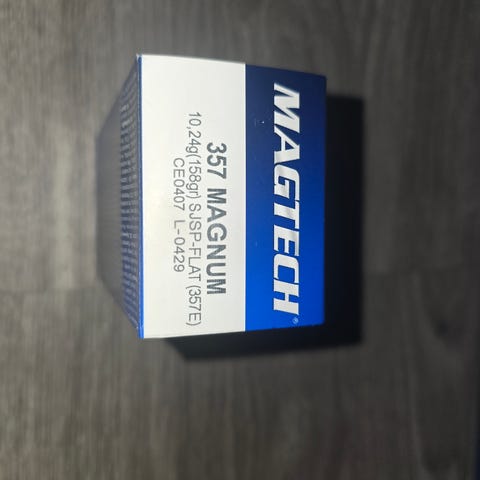 MAGTECH®
357 MAGNUM
10,24g(158gr) SJSP-FLAT (357E)
CE0407 L-0429